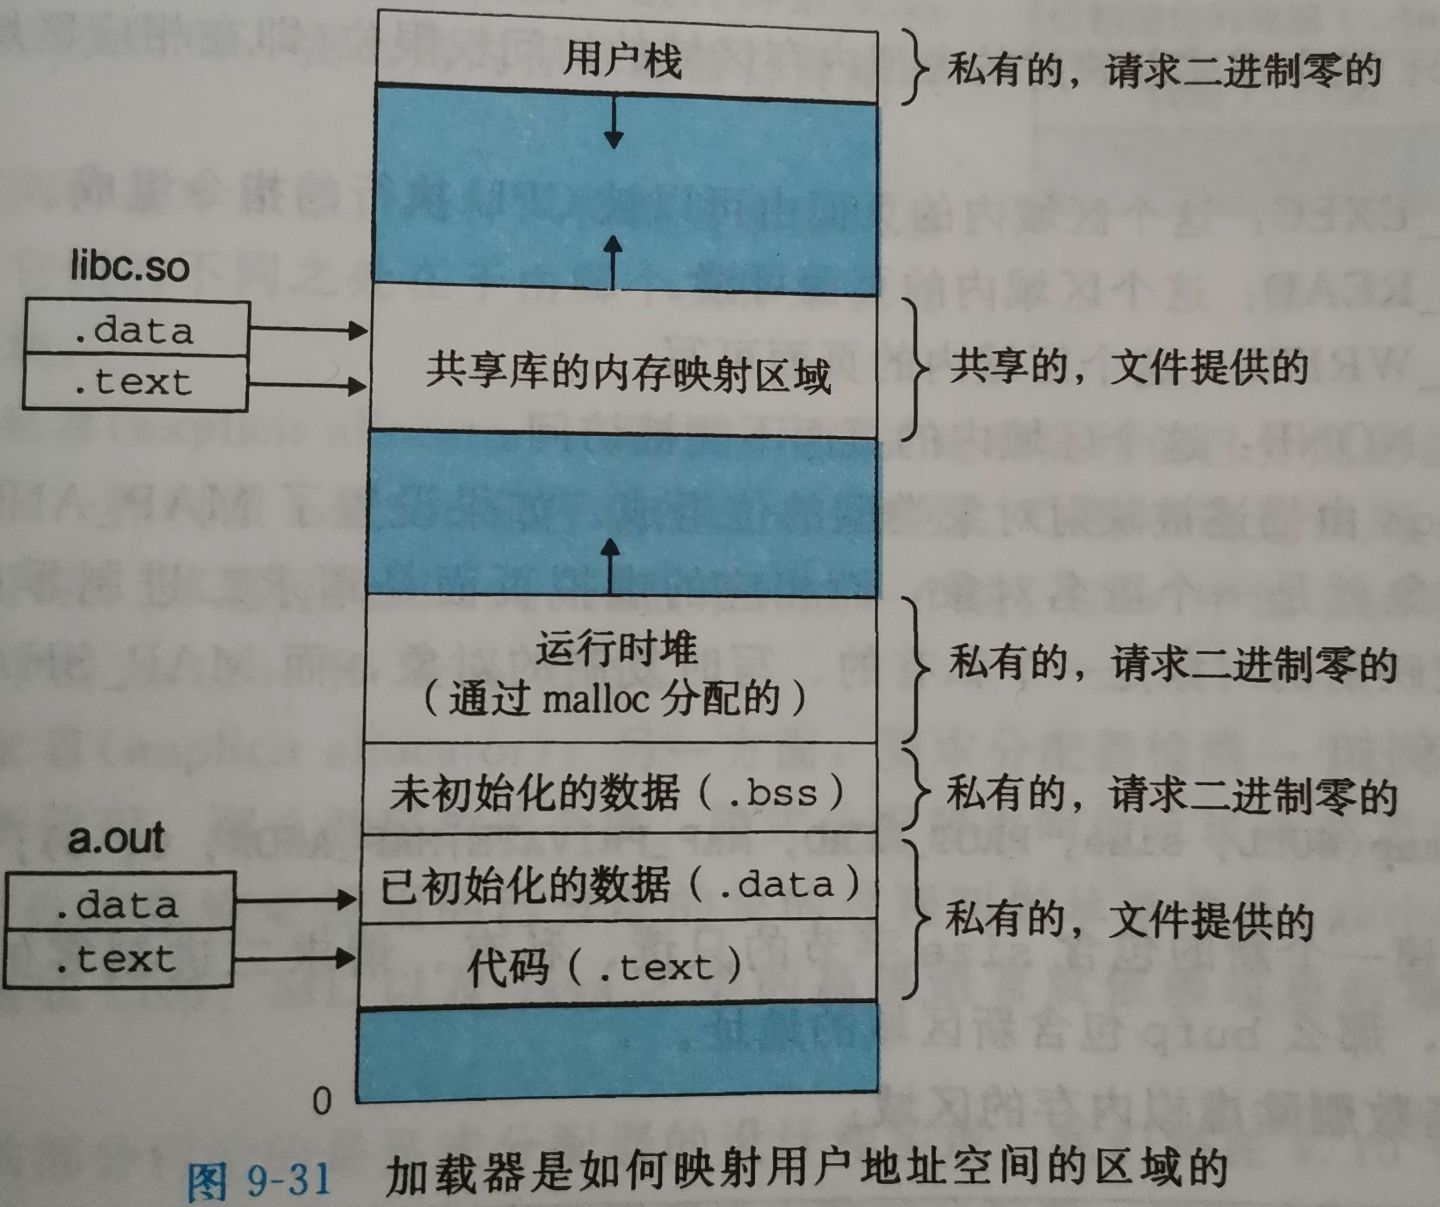 用户栈
私有的，请求二进制零的
libc.so
.data
.text
共享库的内存映射区域
共享的，文件提供的
运行时堆
（通过 malloc 分配的）
私有的，请求二进制零的
未初始化的数据（.bss）
私有的，请求二进制零的
a.out
.data
.text
已初始化的数据（.data）
代码（.text）
私有的，文件提供的
0
图 9-31 加载器是如何映射用户地址空间的区域的